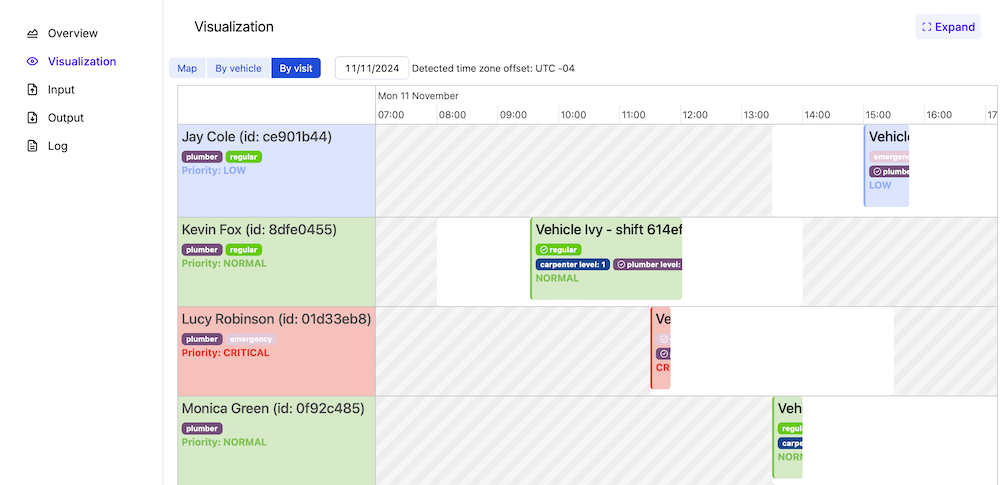 Overview
Visualization
Input
Output
Log
Visualization
Expand
Map By vehicle By visit 11/11/2024 Detected time zone offset: UTC -04
Mon 11 November
07:00 08:00 09:00 10:00 11:00 12:00 13:00 14:00 15:00 16:00 17
Jay Cole (id: ce901b44)
plumber regular
Priority: LOW
Vehicle
emergency
plumber
LOW
Kevin Fox (id: 8dfe0455)
plumber regular
Priority: NORMAL
Vehicle Ivy - shift 614ef
regular
carpenter level: 1 plumber level:
NORMAL
Lucy Robinson (id: 01d33eb8)
plumber emergency
Priority: CRITICAL
Ve
CR
Monica Green (id: 0f92c485)
plumber
Priority: NORMAL
Veh
regul
carpe
NORM